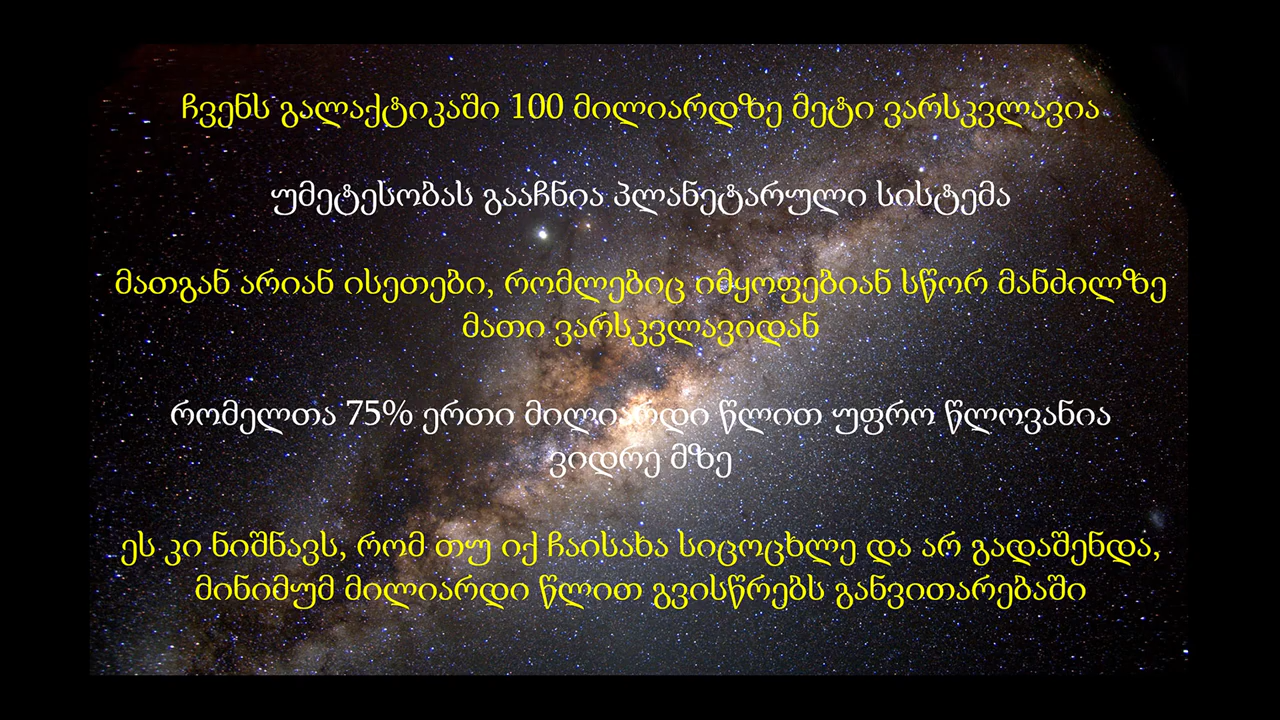 ჩვენს გალაქტიკაში 100 მილიარდზე მეტი ვარსკვლავია
უმეტესობას გააჩნია პლანეტარული სისტემა
მათგან არიან ისეთები, რომლებიც იმყოფებიან სწორ მანძილზე
მათი ვარსკვლავიდან
რომელთა 75% ერთი მილიარდი წლით უფრო წლოვანია
ვიდრე მზე
ეს კი ნიშნავს, რომ თუ იქ ჩაისახა სიცოცხლე და არ გადაშენდა,
მინიმუმ მილიარდი წლით გვისწრებს განვითარებაში